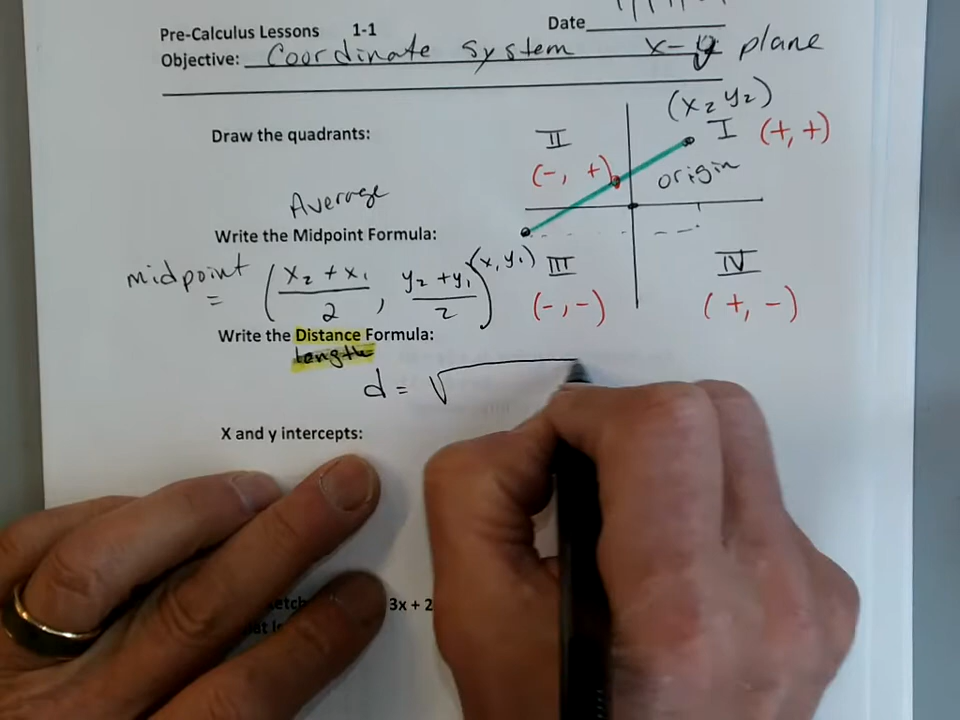 Pre-Calculus Lessons 1-1 Date
Objective: Coordinate system x-y plane
(x2 y2)
Draw the quadrants:
II
I (+, +)
(-, +)
origin
Average
Write the Midpoint Formula:
midpoint = (x2 + x1 / 2, y2 + y1 / 2)
(x, y1)
III
IV
(-, -)
(+, -)
Write the Distance Formula:
Length
d = √
X and y intercepts:
3x + 2